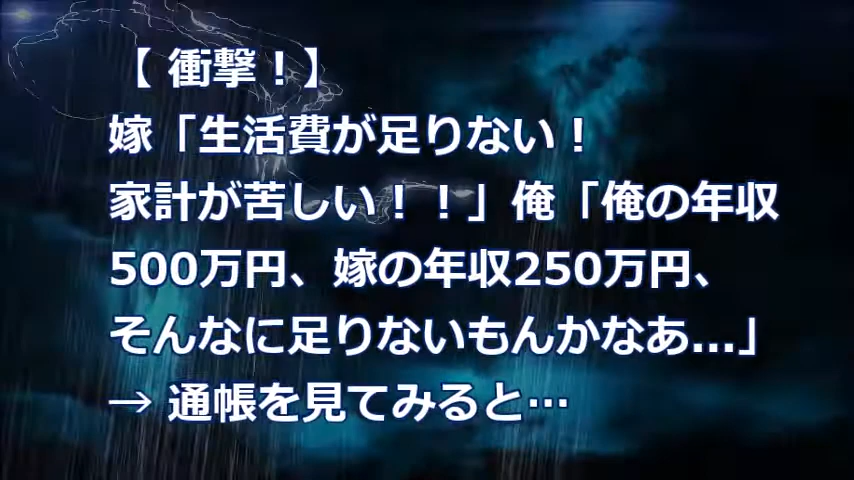 【 衝撃！】
嫁「生活費が足りない！
家計が苦しい！！」俺「俺の年収
500万円、嫁の年収250万円、
そんなに足りないもんかなあ…」
→ 通帳を見てみると…